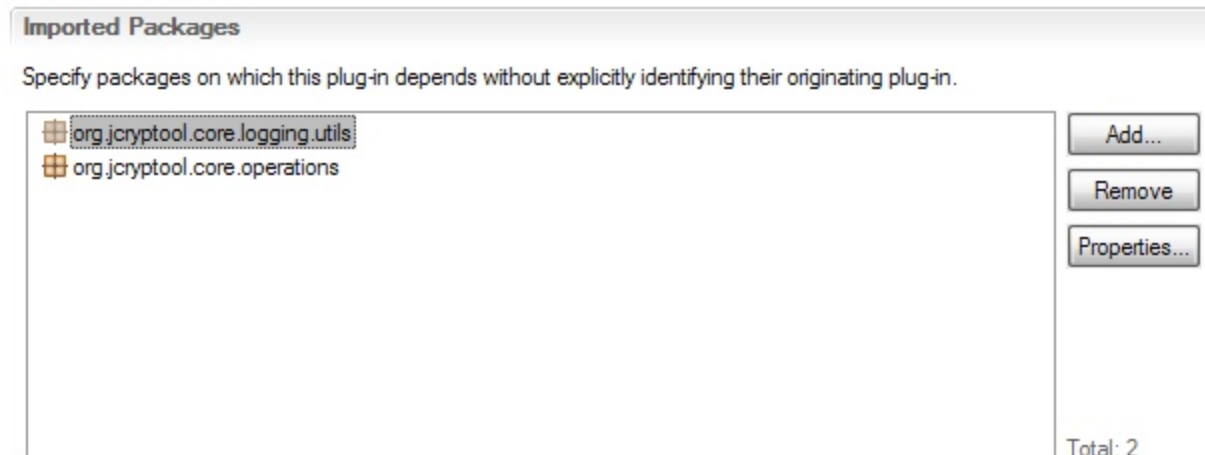 Imported Packages
Specify packages on which this plug-in depends without explicitly identifying their originating plug-in.
org.jcryptool.core.logging.utils
org.jcryptool.core.operations
Add...
Remove
Properties...
Total: 2